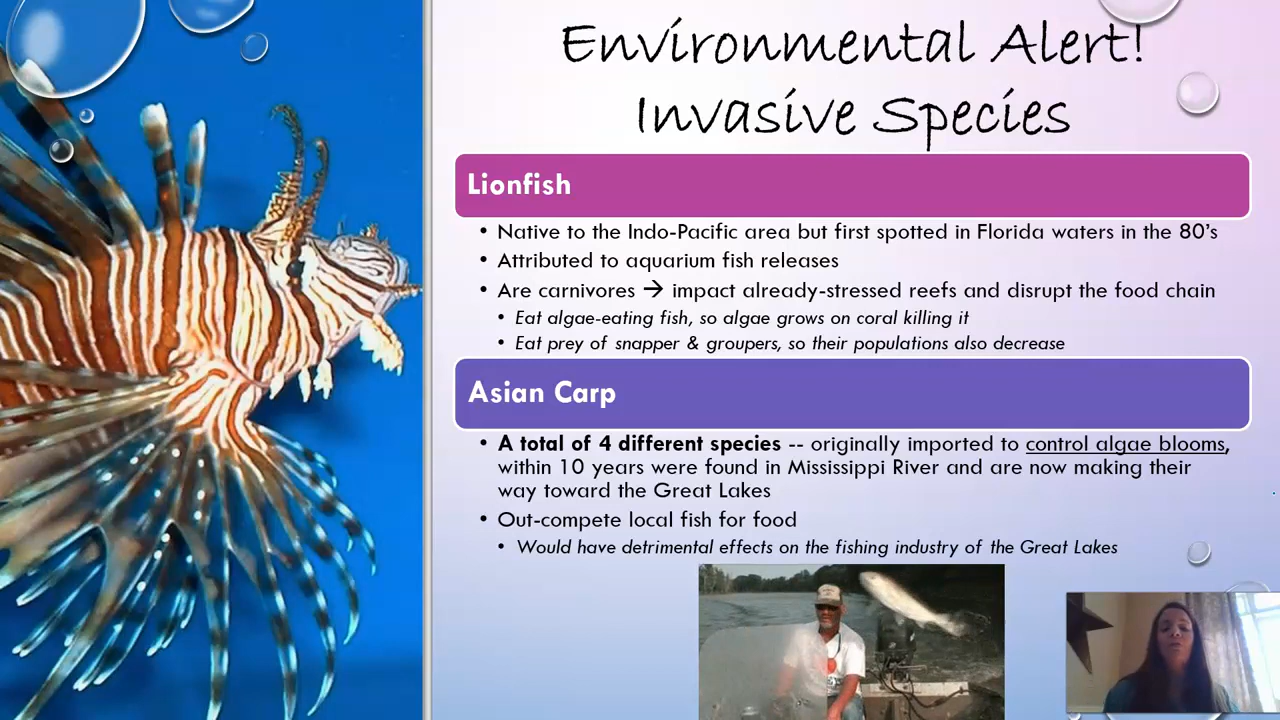 Environmental Alert!
Invasive Species
Lionfish
• Native to the Indo-Pacific area but first spotted in Florida waters in the 80's
• Attributed to aquarium fish releases
• Are carnivores → impact already-stressed reefs and disrupt the food chain
• Eat algae-eating fish, so algae grows on coral killing it
• Eat prey of snapper & groupers, so their populations also decrease
Asian Carp
• A total of 4 different species -- originally imported to control algae blooms,
within 10 years were found in Mississippi River and are now making their
way toward the Great Lakes
• Out-compete local fish for food
• Would have detrimental effects on the fishing industry of the Great Lakes